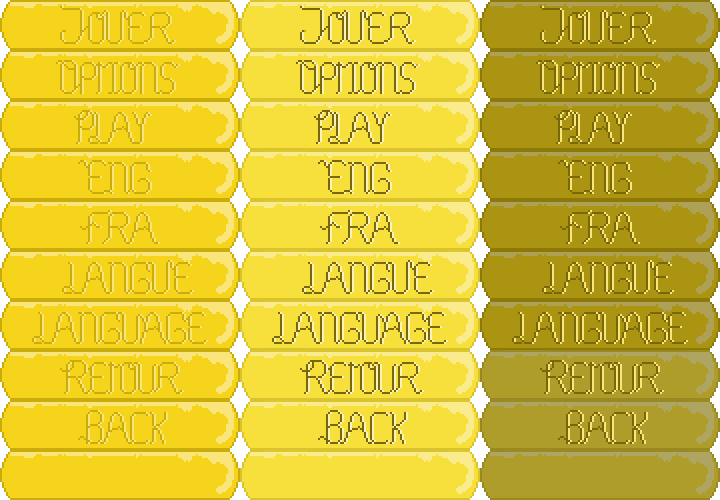 JOUER JOUER JOUER
OPTIONS OPTIONS OPTIONS
PLAY PLAY PLAY
ENG ENG ENG
FRA FRA FRA
LANGUE LANGUE LANGUE
LANGUAGE LANGUAGE LANGUAGE
RETOUR RETOUR RETOUR
BACK BACK BACK